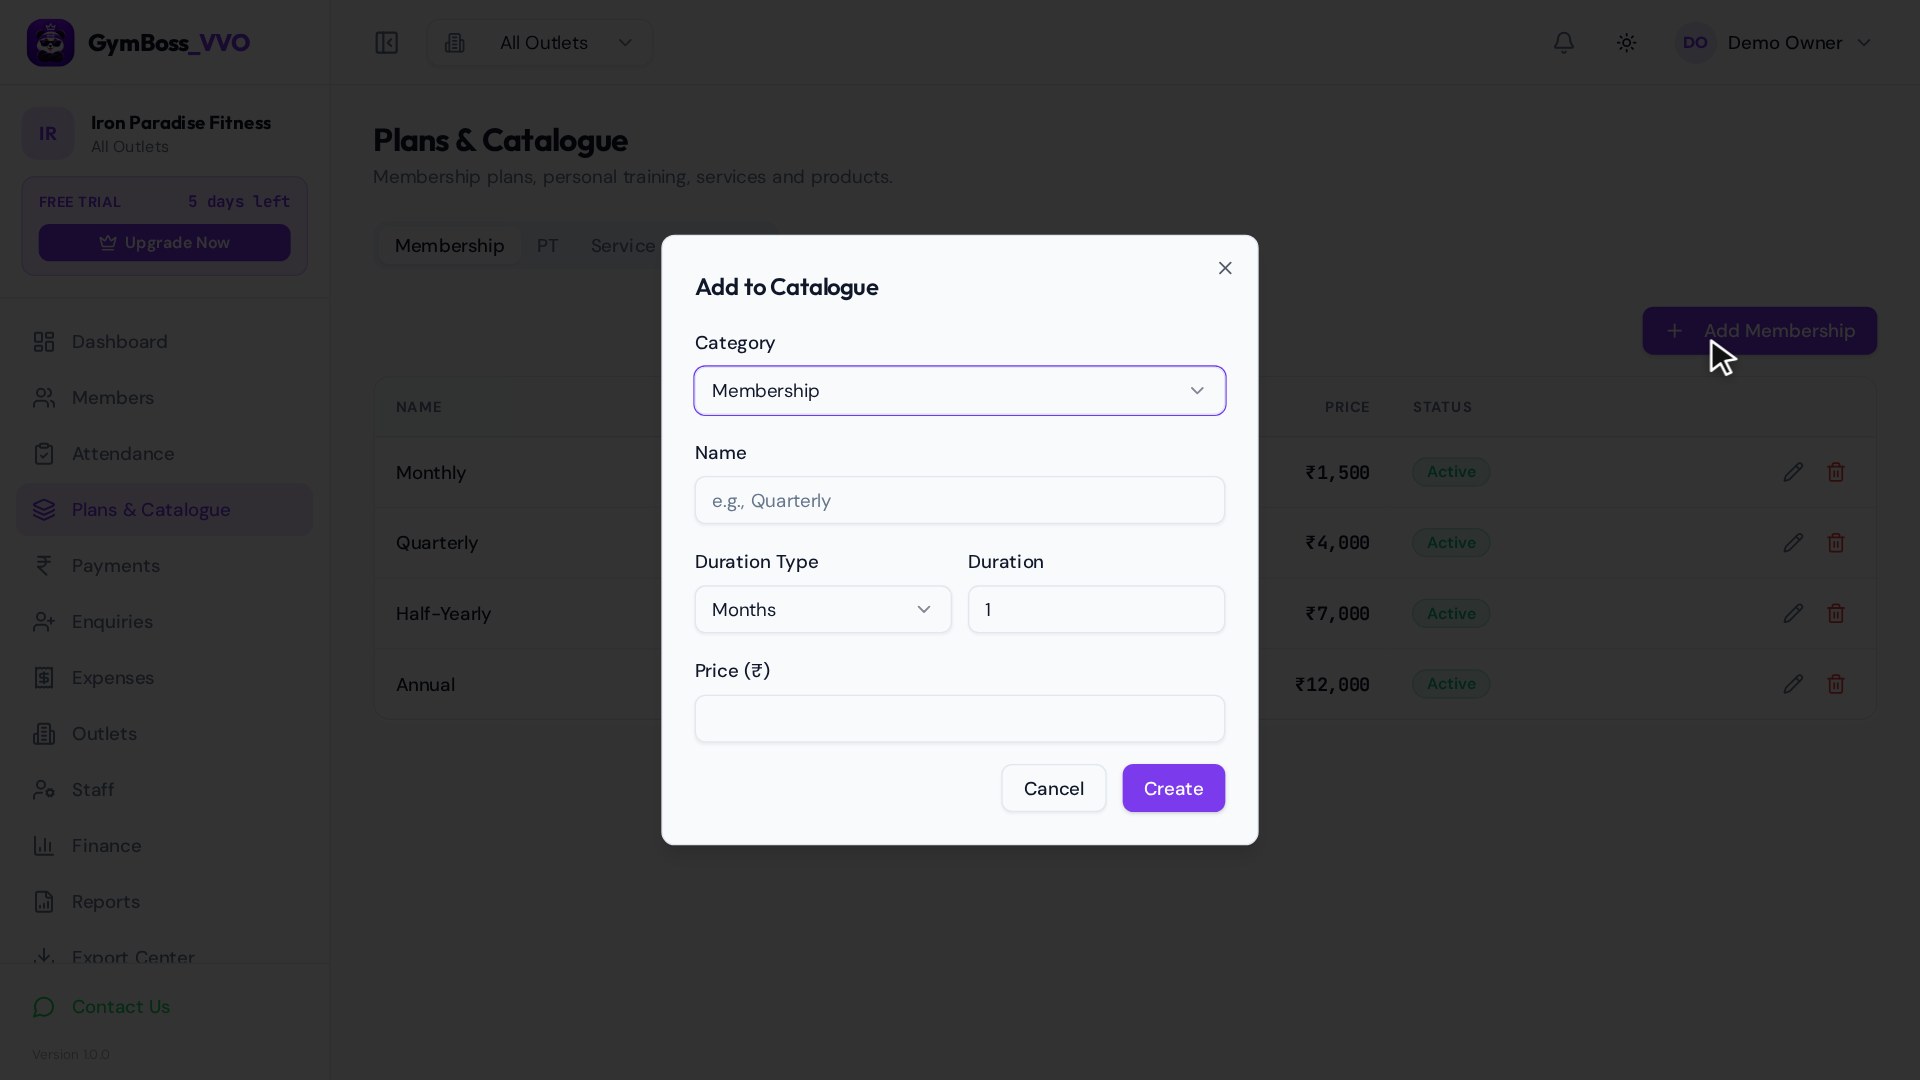 GymBoss_VVO
All Outlets
DO
Demo Owner
IR
Iron Paradise Fitness
All Outlets
FREE TRIAL
5 days left
Upgrade Now
Dashboard
Members
Attendance
Plans & Catalogue
Payments
Enquiries
Expenses
Outlets
Staff
Finance
Reports
Export Center
Contact Us
Version 1.0.0
Plans & Catalogue
Membership plans, personal training, services and products.
Membership
PT
Service
Add Membership
NAME
PRICE
STATUS
Monthly
₹1,500
Active
Quarterly
₹4,000
Active
Half-Yearly
₹7,000
Active
Annual
₹12,000
Active
Add to Catalogue
Category
Membership
Name
e.g., Quarterly
Duration Type
Duration
Months
1
Price (₹)
Cancel
Create